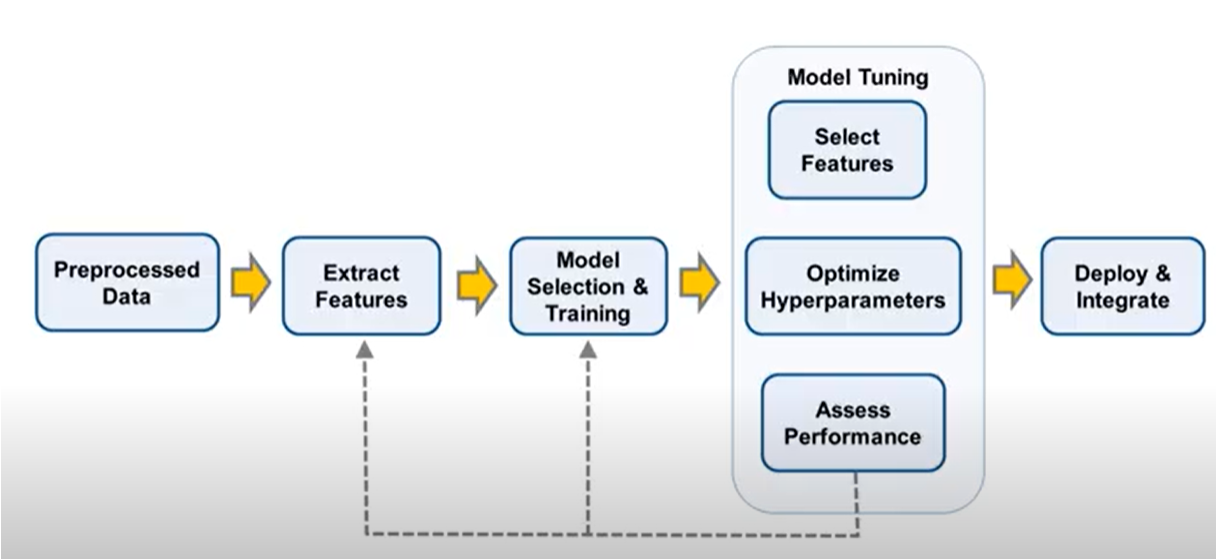 Model Tuning
Select
Features
Preprocessed
Data
Extract
Features
Model
Selection &
Training
Optimize
Hyperparameters
Deploy &
Integrate
Assess
Performance